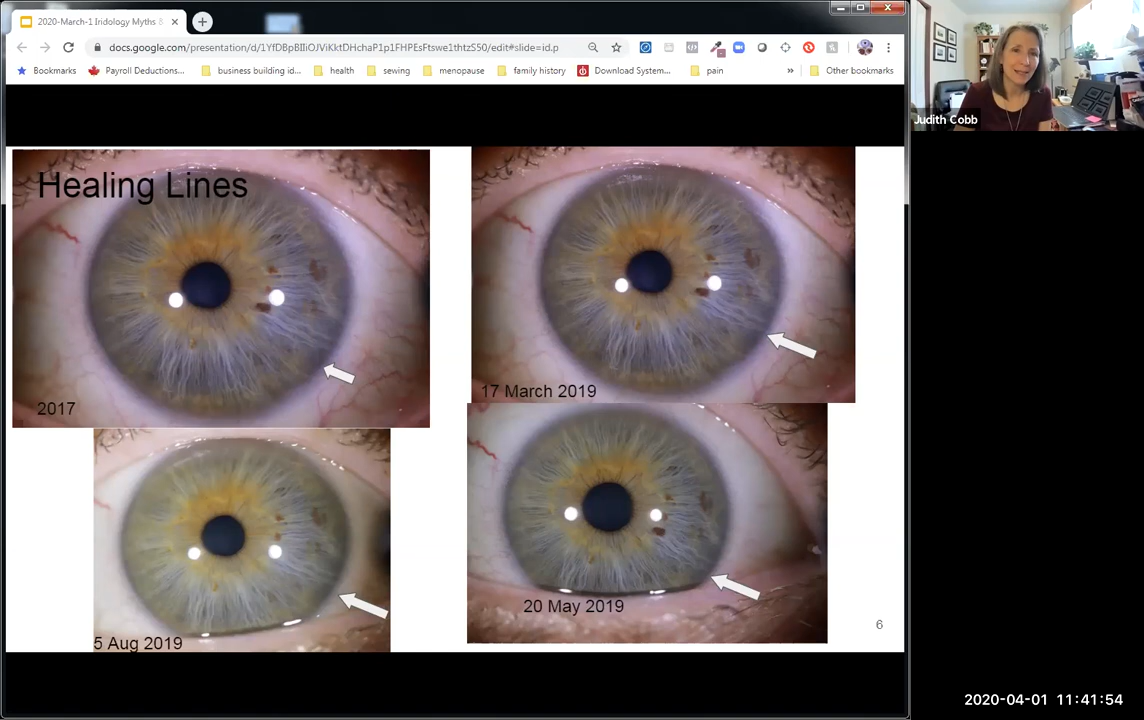 2020-March-1 Iridology Myths
docs.google.com/presentation/d/1YfDBpBIIiOJViKktDHchaP1p1FHPEsFtswe1thtzS50/edit#slide=id.p
Bookmarks
Payroll Deductions...
business building id...
health
sewing
menopause
family history
Download System...
pain
»
Other bookmarks
Judith Cobb
Healing Lines
2017
17 March 2019
5 Aug 2019
20 May 2019
6
2020-04-01 11:41:54